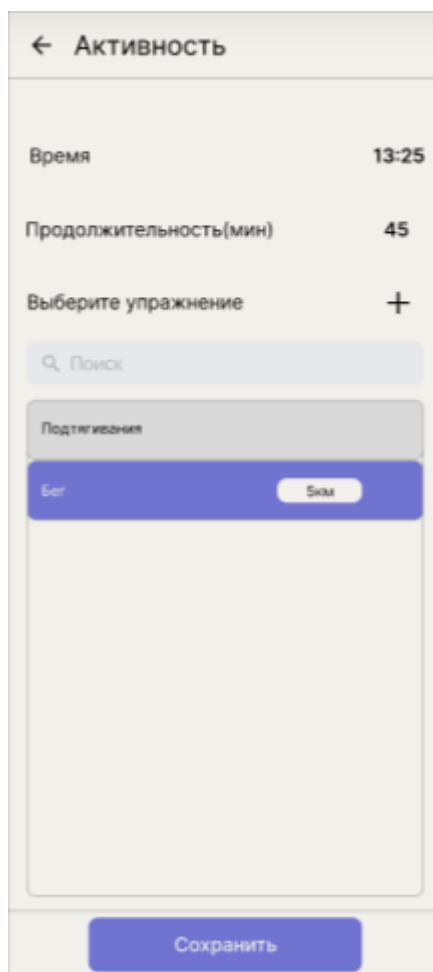 Активность
Время 13:25
Продолжительность(мин) 45
Выберите упражнение +
Поиск
Подтягивания
Бег 5км
Сохранить